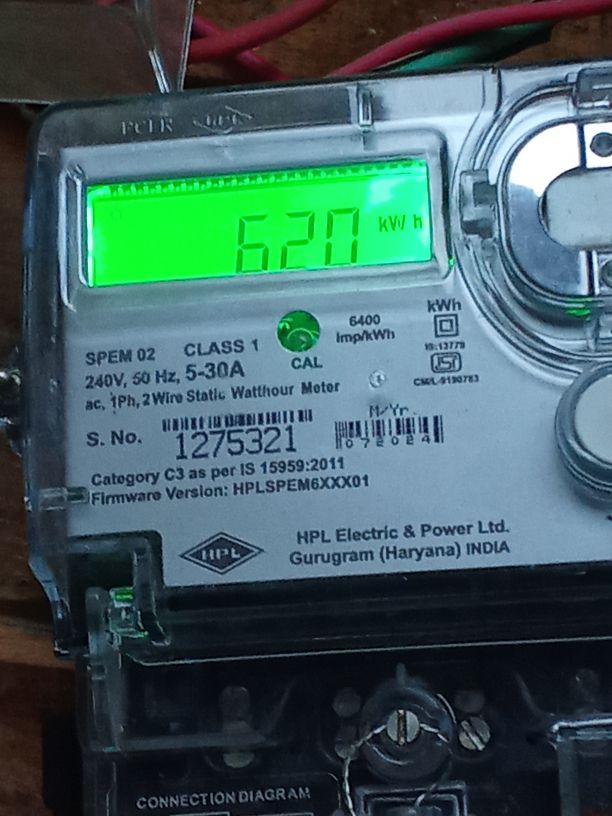 HPL
620 kWh
SPEM 02 CLASS 1
CAL
6400
imp/kWh
kWh
IS:13779
240V, 50 Hz, 5-30A
ac, 1Ph, 2 Wire Static Watthour Meter
M/Yr.
S. No. 1275321
072024
Category C3 as per IS 15959:2011
Firmware Version: HPLSPEM6XXX01
HPL
HPL Electric & Power Ltd.
Gurugram (Haryana) INDIA
CONNECTION DIAGRAM